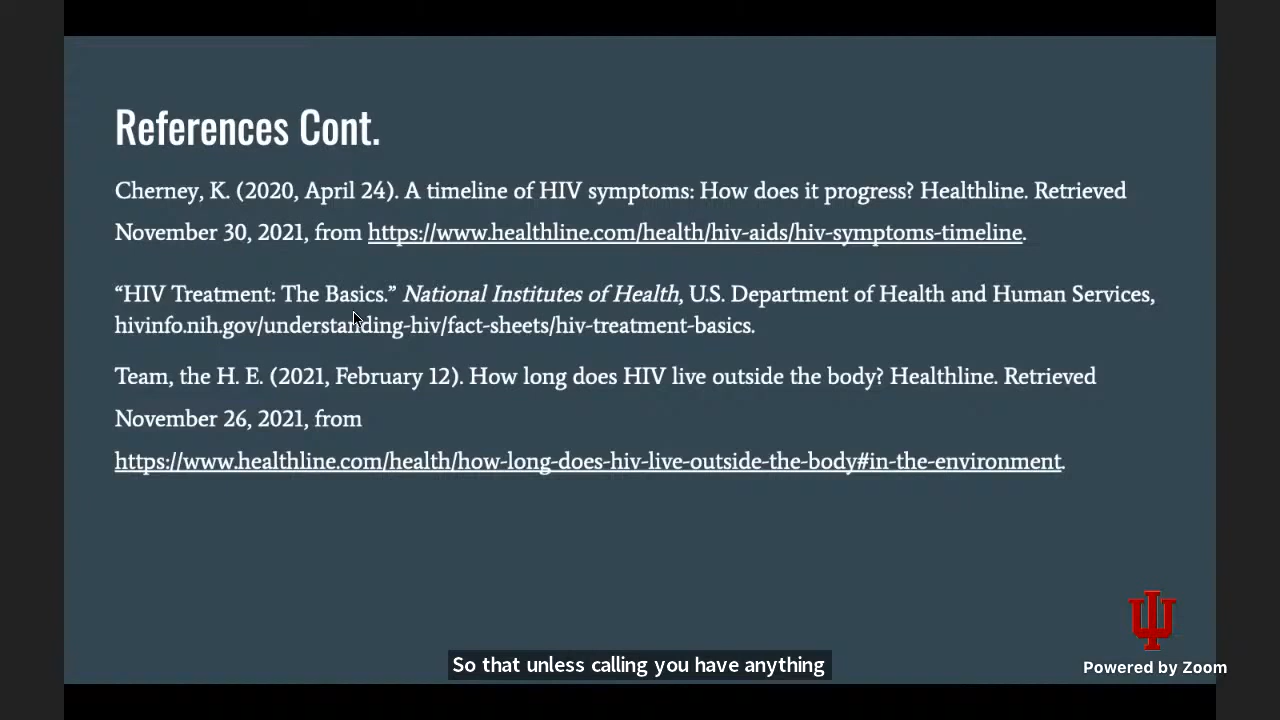 References Cont.
Cherney, K. (2020, April 24). A timeline of HIV symptoms: How does it progress? Healthline. Retrieved
November 30, 2021, from https://www.healthline.com/health/hiv-aids/hiv-symptoms-timeline.
“HIV Treatment: The Basics.” National Institutes of Health, U.S. Department of Health and Human Services,
hivinfo.nih.gov/understanding-hiv/fact-sheets/hiv-treatment-basics.
Team, the H. E. (2021, February 12). How long does HIV live outside the body? Healthline. Retrieved
November 26, 2021, from
https://www.healthline.com/health/how-long-does-hiv-live-outside-the-body#in-the-environment.
So that unless calling you have anything
Powered by Zoom